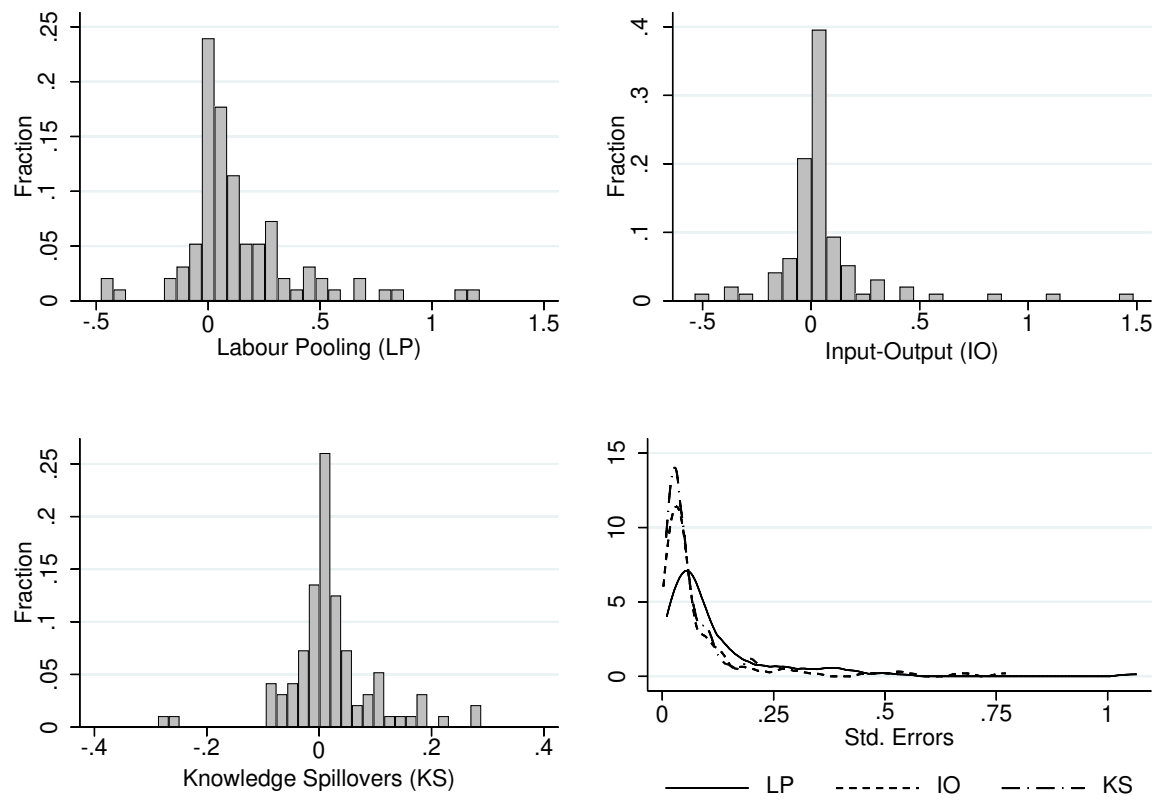 Fraction
0 .05 .1 .15 .2 .25
-.5 0 .5 1 1.5
Labour Pooling (LP)
Fraction
0 .1 .2 .3 .4
-.5 0 .5 1 1.5
Input-Output (IO)
Fraction
0 .05 .1 .15 .2 .25
-.4 -.2 0 .2 .4
Knowledge Spillovers (KS)
0 5 10 15
0 .25 .5 .75 1
Std. Errors
LP IO KS